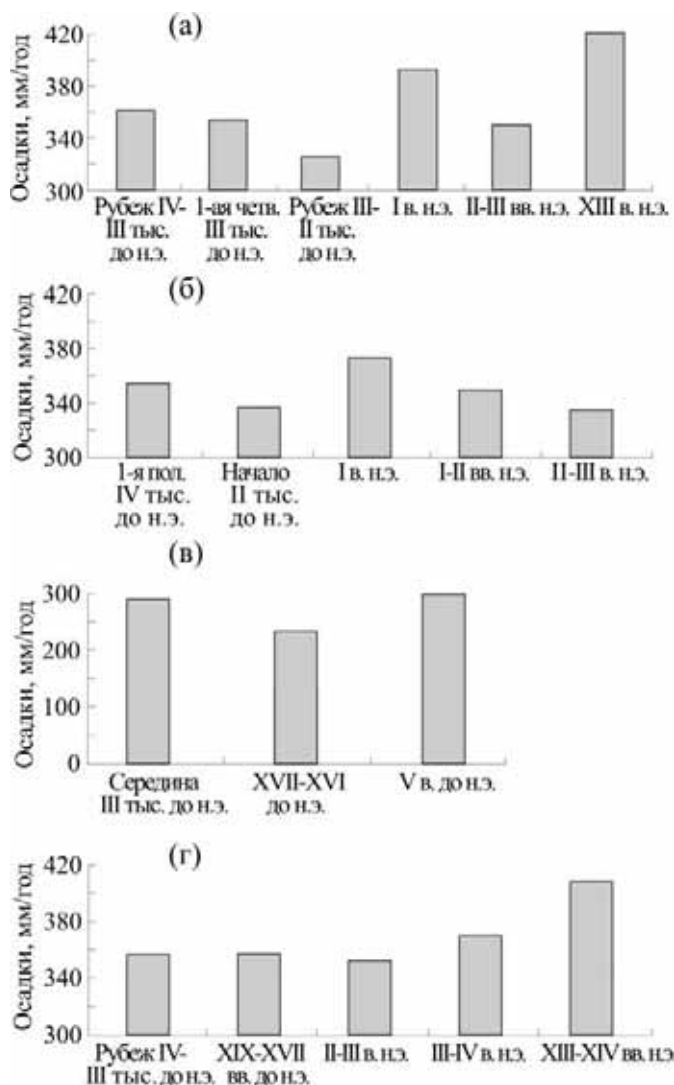 (а)
Осадки, мм/год
420
380
340
300
Рубеж IV-
III тыс.
до н.э.
1-ая четв.
III тыс.
до н.э.
Рубеж III-
II тыс.
до н.э.
I в. н.э.
II-III вв. н.э.
XIII в. н.э.
(б)
Осадки, мм/год
420
380
340
300
1-я пол.
IV тыс.
до н.э.
Начало
II тыс.
до н.э.
I в. н.э.
I-II вв. н.э.
II-III в. н.э.
(в)
Осадки, мм/год
300
200
100
0
Середина
III тыс. до н.э.
XVII-XVI
до н.э.
V в. до н.э.
(г)
Осадки, мм/год
420
380
340
300
Рубеж IV-
III тыс. до н.э.
XIX-XVII
вв. до н.э.
II-III в. н.э.
III-IV в. н.э.
XIII-XIV вв. н.э.